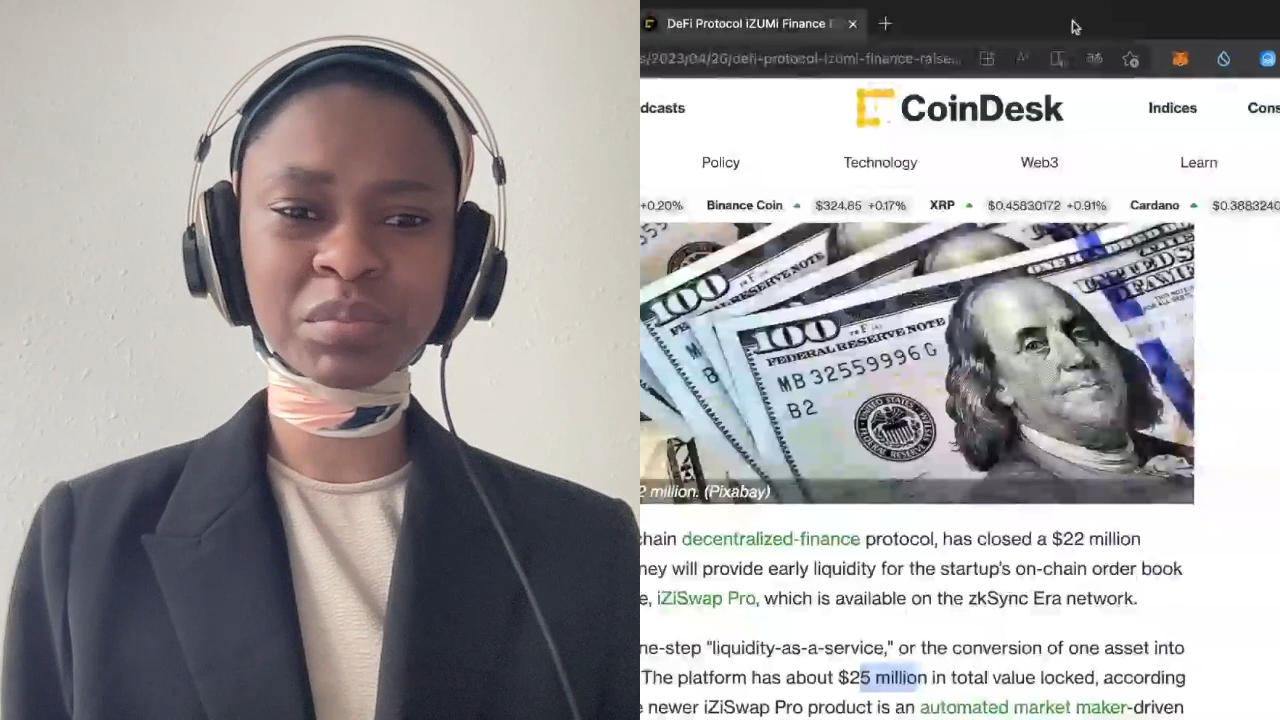 DeFi Protocol iZUMi Finance
s/2023/04/26/defi-protocol-izumi-finance-raise...
dcasts
CoinDesk
Indices
Cons
Policy
Technology
Web3
Learn
+0.20%
Binance Coin
$324.85 +0.17%
XRP
$0.45830172 +0.91%
Cardano
$0.3883240
100
FEDERAL RESERVE NOTE
MB 32559996 G
B2
2 million. (Pixabay)
chain decentralized-finance protocol, has closed a $22 million
ney will provide early liquidity for the startup's on-chain order book
e, iZiSwap Pro, which is available on the zkSync Era network.
ne-step "liquidity-as-a-service," or the conversion of one asset into
The platform has about $25 million in total value locked, according
e newer iZiSwap Pro product is an automated market maker-driven